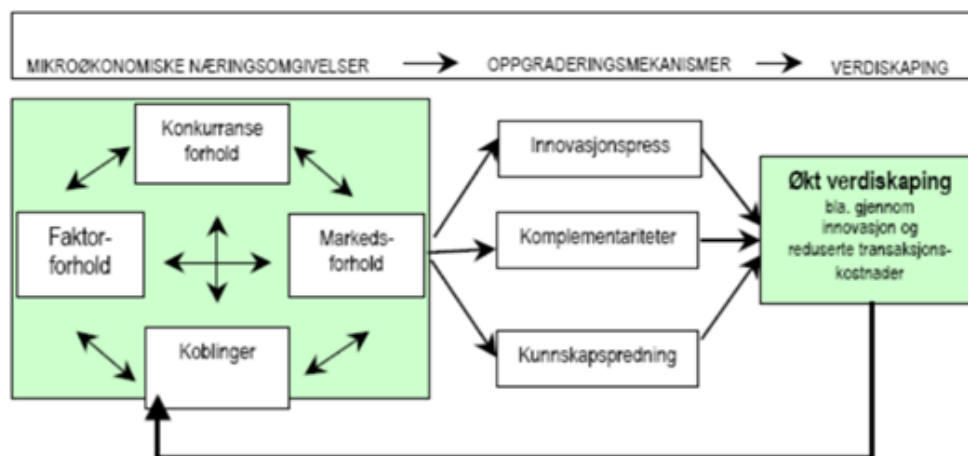 MIKROØKONOMISKE NÆRINGSOMGIVELSER OPPGRADERINGSMEKANISMER VERDISKAPING
Konkurranse
forhold
Faktor-
forhold
Markeds-
forhold
Koblinger
Innovasjonspress
Komplementariteter
Kunnskapspredning
Økt verdiskaping
bla. gjennom
innovasjon og
reduserte transaksjons-
kostnader